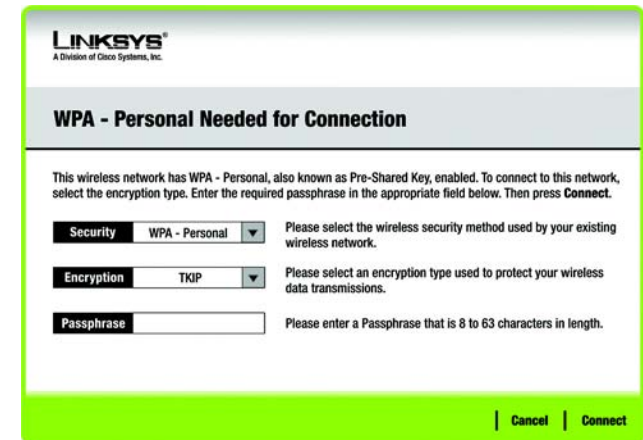 LINKSYS®
A Division of Cisco Systems, Inc.
WPA - Personal Needed for Connection
This wireless network has WPA - Personal, also known as Pre-Shared Key, enabled. To connect to this network,
select the encryption type. Enter the required passphrase in the appropriate field below. Then press Connect.
Security WPA - Personal Please select the wireless security method used by your existing
wireless network.
Encryption TKIP Please select an encryption type used to protect your wireless
data transmissions.
Passphrase Please enter a Passphrase that is 8 to 63 characters in length.
Cancel Connect